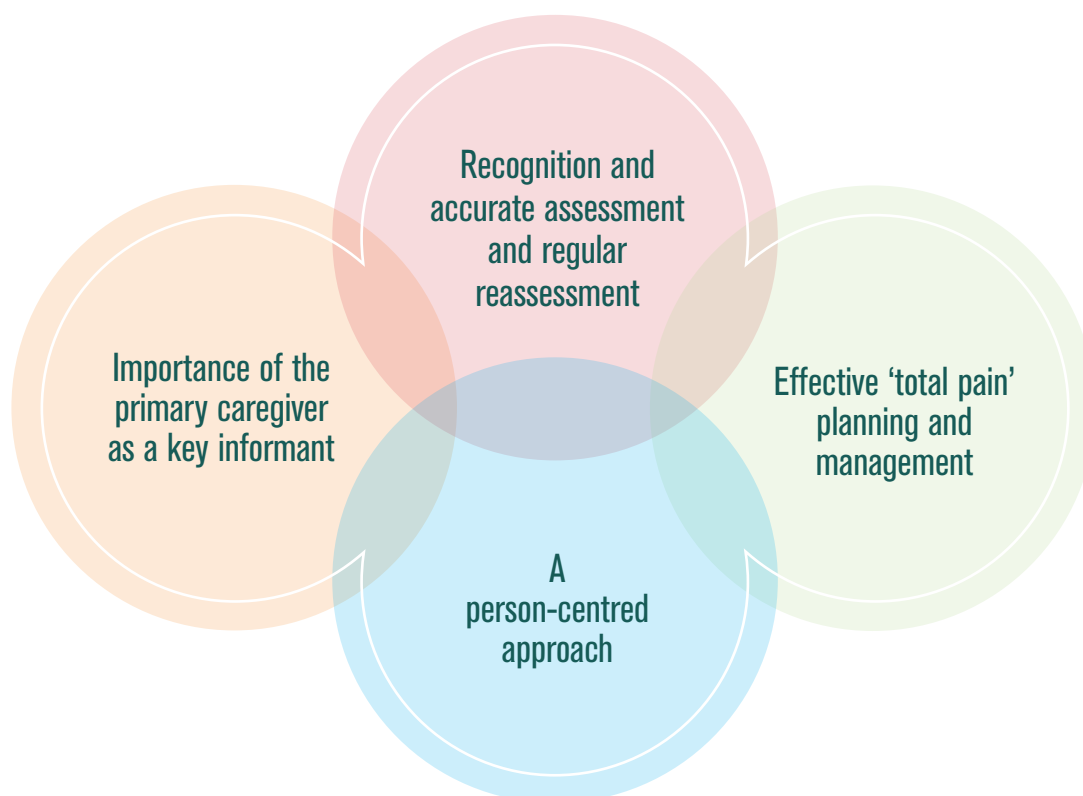 Recognition and
accurate assessment
and regular
reassessment
Importance of the
primary caregiver
as a key informant
Effective ‘total pain’
planning and
management
A
person-centred
approach